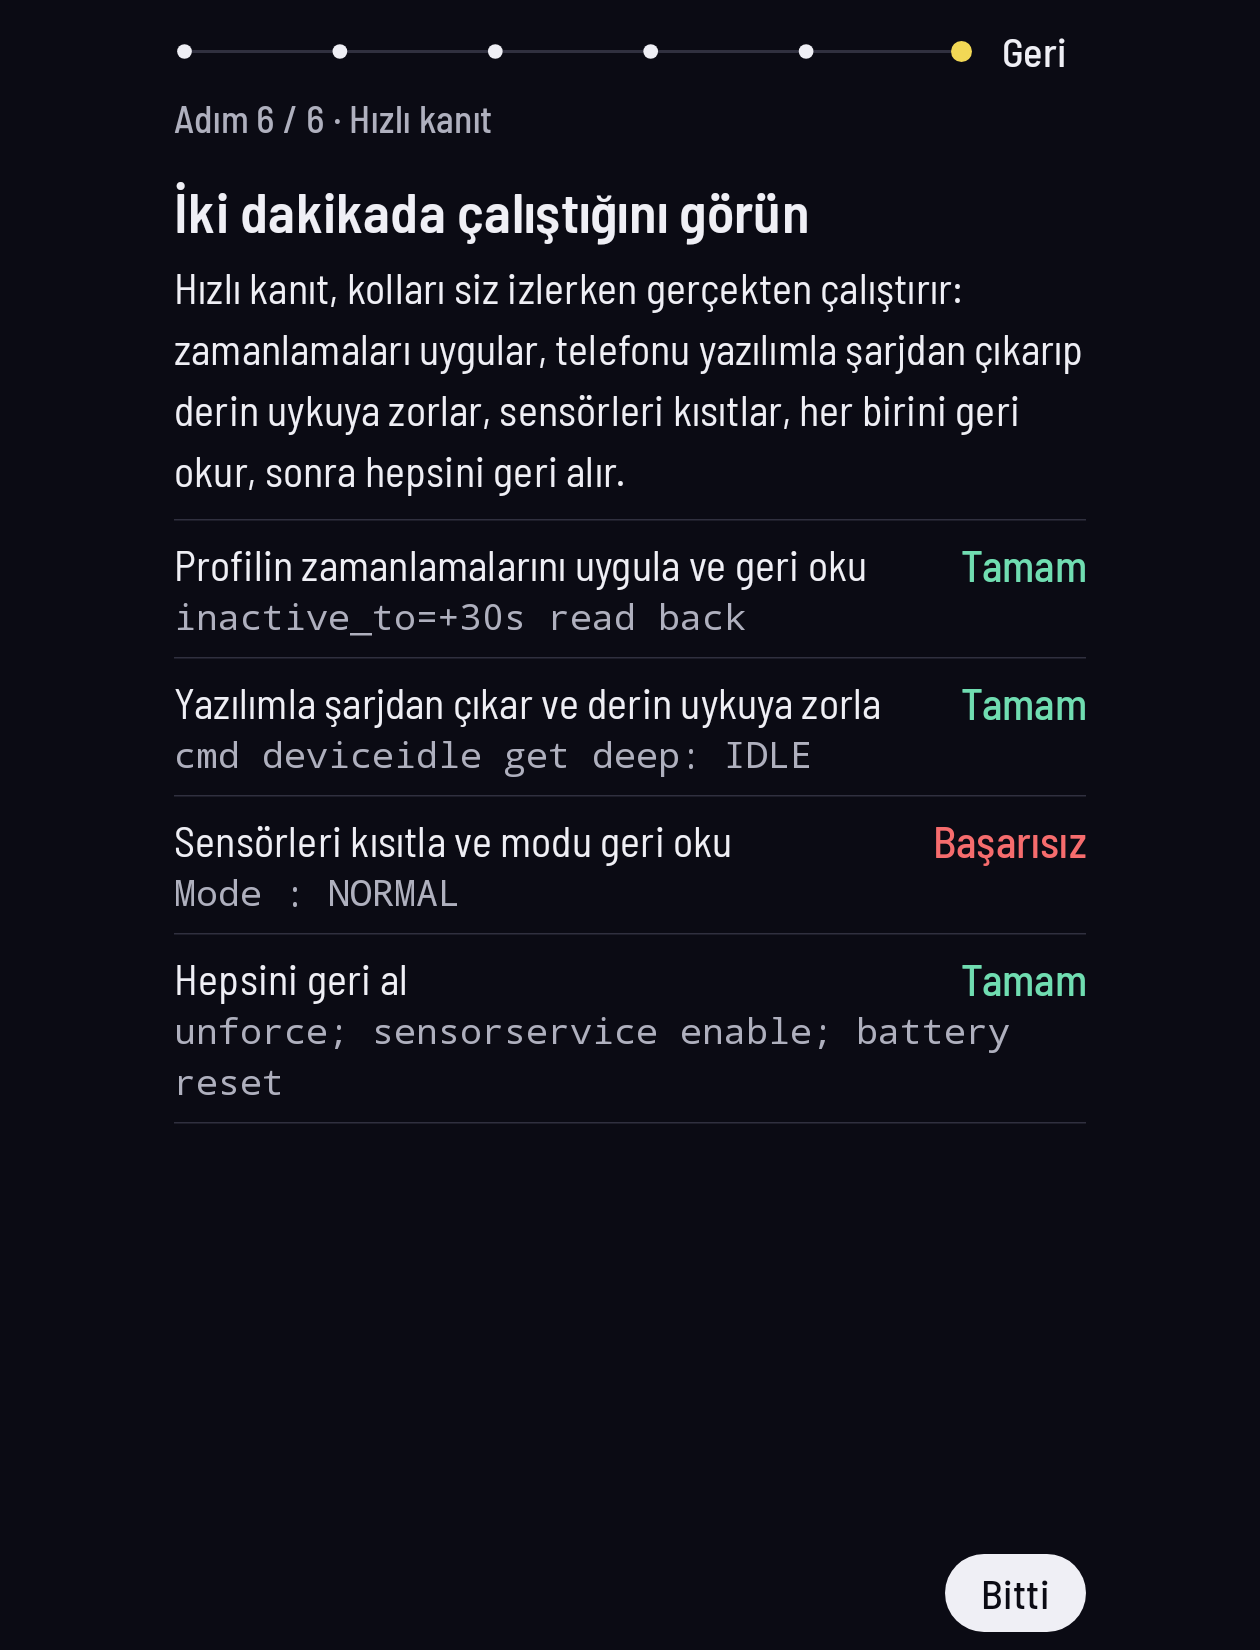 Geri
Adım 6 / 6 · Hızlı kanıt
İki dakikada çalıştığını görün
Hızlı kanıt, kolları siz izlerken gerçekten çalıştırır:
zamanlamaları uygular, telefonu yazılımla şarjdan çıkarıp
derin uykuya zorlar, sensörleri kısıtlar, her birini geri
okur, sonra hepsini geri alır.
Profilin zamanlamalarını uygula ve geri oku Tamam
inactive_to=+30s read back
Yazılımla şarjdan çıkar ve derin uykuya zorla Tamam
cmd deviceidle get deep: IDLE
Sensörleri kısıtla ve modu geri oku Başarısız
Mode : NORMAL
Hepsini geri al Tamam
unforce; sensorservice enable; battery
reset
Bitti